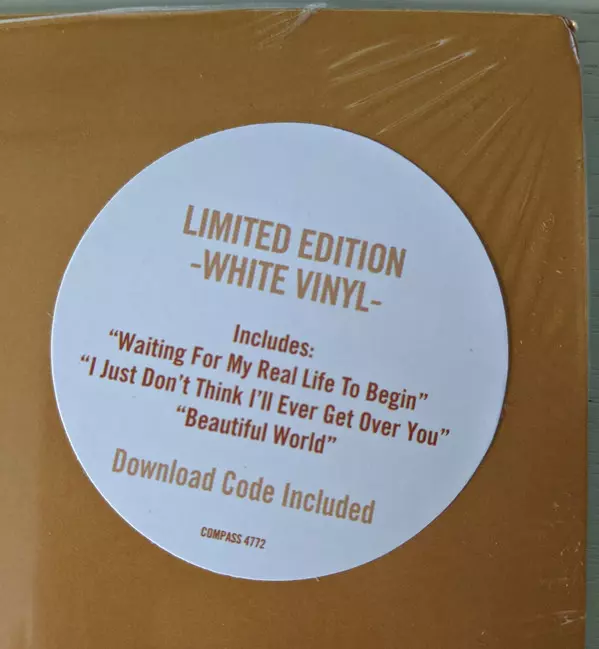 LIMITED EDITION
-WHITE VINYL-
Includes:
“Waiting For My Real Life To Begin”
“I Just Don’t Think I’ll Ever Get Over You”
“Beautiful World”
Download Code Included
COMPASS 4772